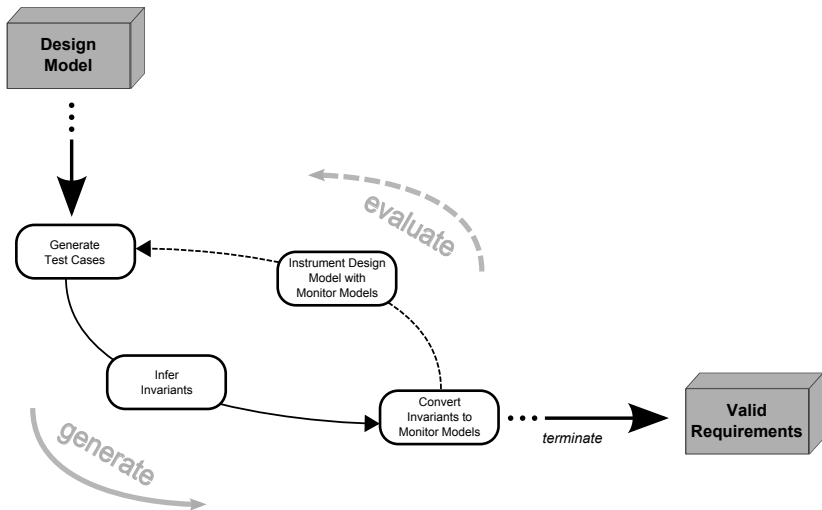 Design
Model
evaluate
Generate
Test Cases
Instrument Design
Model with
Monitor Models
Infer
Invariants
Convert
Invariants to
Monitor Models
terminate
Valid
Requirements
generate